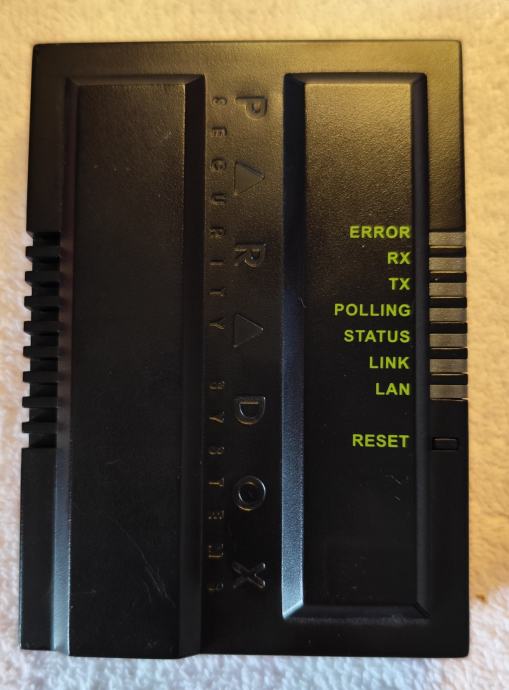 PARADOX
SECURITY SYSTEMS
ERROR
RX
TX
POLLING
STATUS
LINK
LAN
RESET